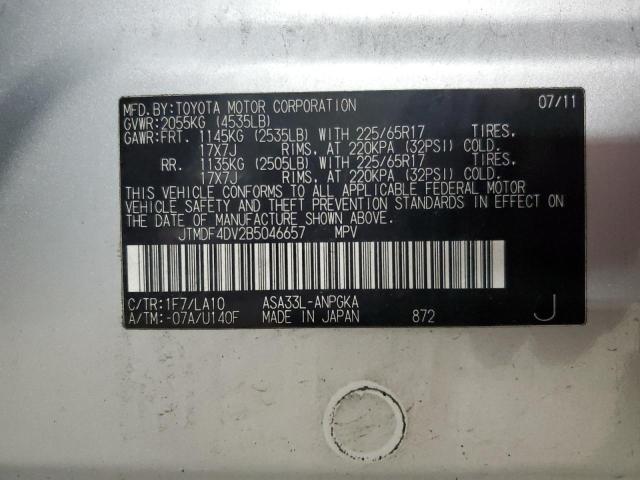 MFD.BY:TOYOTA MOTOR CORPORATION 07/11
GVWR:2055KG (4535LB)
GAWR:FRT. 1145KG (2535LB) WITH 225/65R17 TIRES,
17X7J RIMS, AT 220KPA (32PSI) COLD.
RR. 1135KG (2505LB) WITH 225/65R17 TIRES,
17X7J RIMS, AT 220KPA (32PSI) COLD.
THIS VEHICLE CONFORMS TO ALL APPLICABLE FEDERAL MOTOR
VEHICLE SAFETY AND THEFT PREVENTION STANDARDS IN EFFECT ON
THE DATE OF MANUFACTURE SHOWN ABOVE.
JTMDF4DV2B5046657 MPV
C/TR:1F7/LA10 ASA33L-ANPGKA
A/TM:-07A/U140F MADE IN JAPAN 872 J